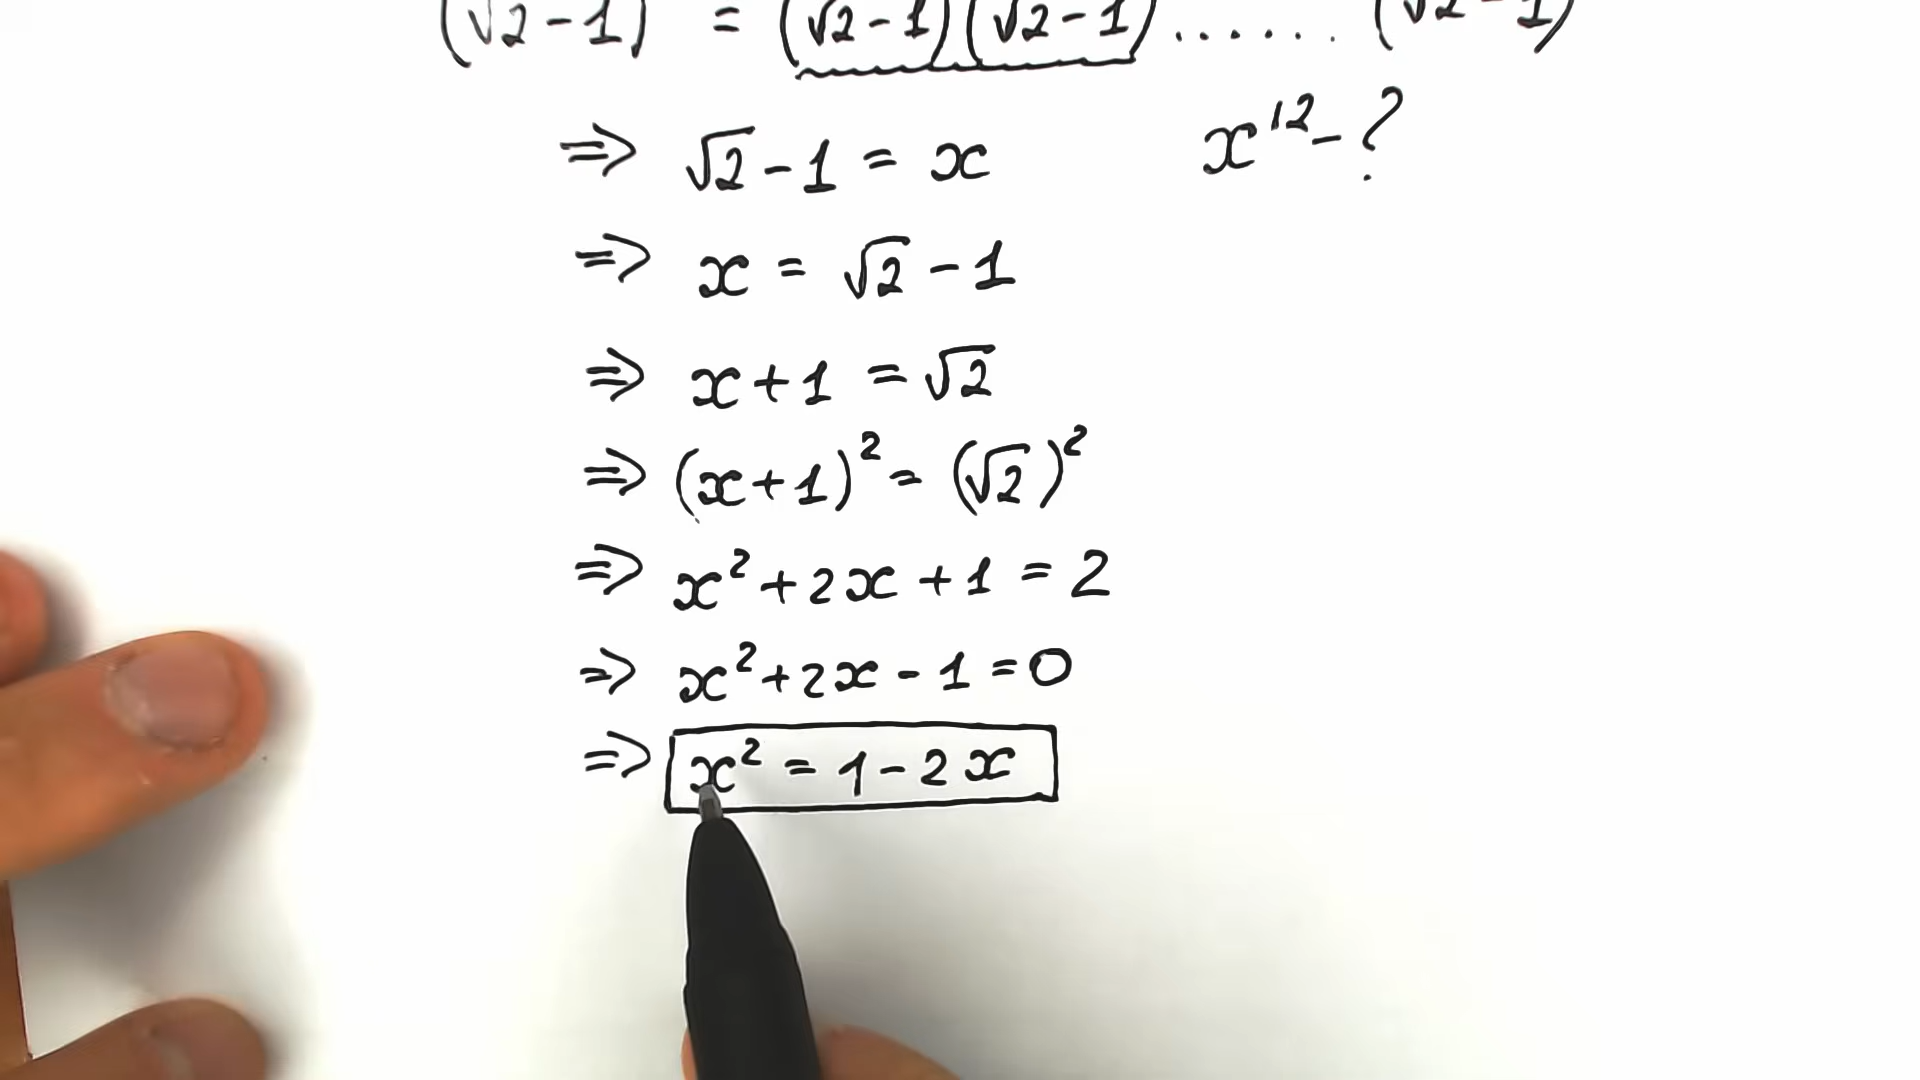 (√2 - 1) = (√2 - 1)(√2 - 1) ...... (√2 - 1)
⇒ √2 - 1 = x x¹² - ?
⇒ x = √2 - 1
⇒ x + 1 = √2
⇒ (x + 1)² = (√2)²
⇒ x² + 2x + 1 = 2
⇒ x² + 2x - 1 = 0
⇒ x² = 1 - 2x